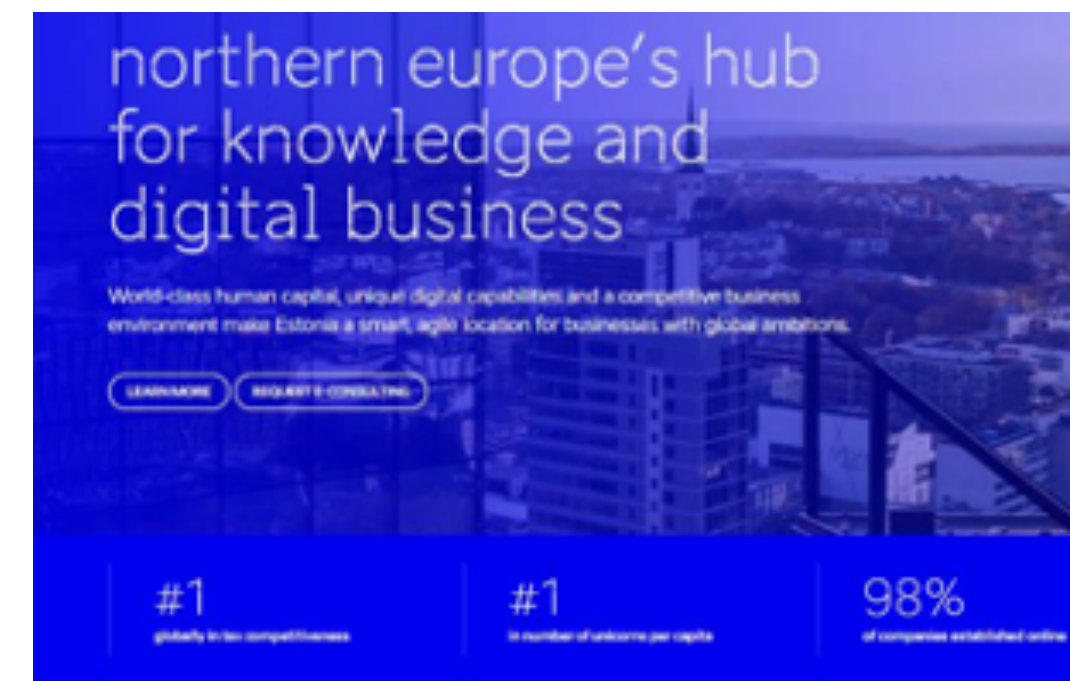 northern europe's hub
for knowledge and
digital business
World-class human capital, unique digital capabilities and a competitive business
environment make Estonia a smart, agile location for businesses with global ambitions.
LEARN MORE REQUEST E-CONSULTING
#1 #1 98%
globally in tax competitiveness in number of unicorns per capita of companies established online